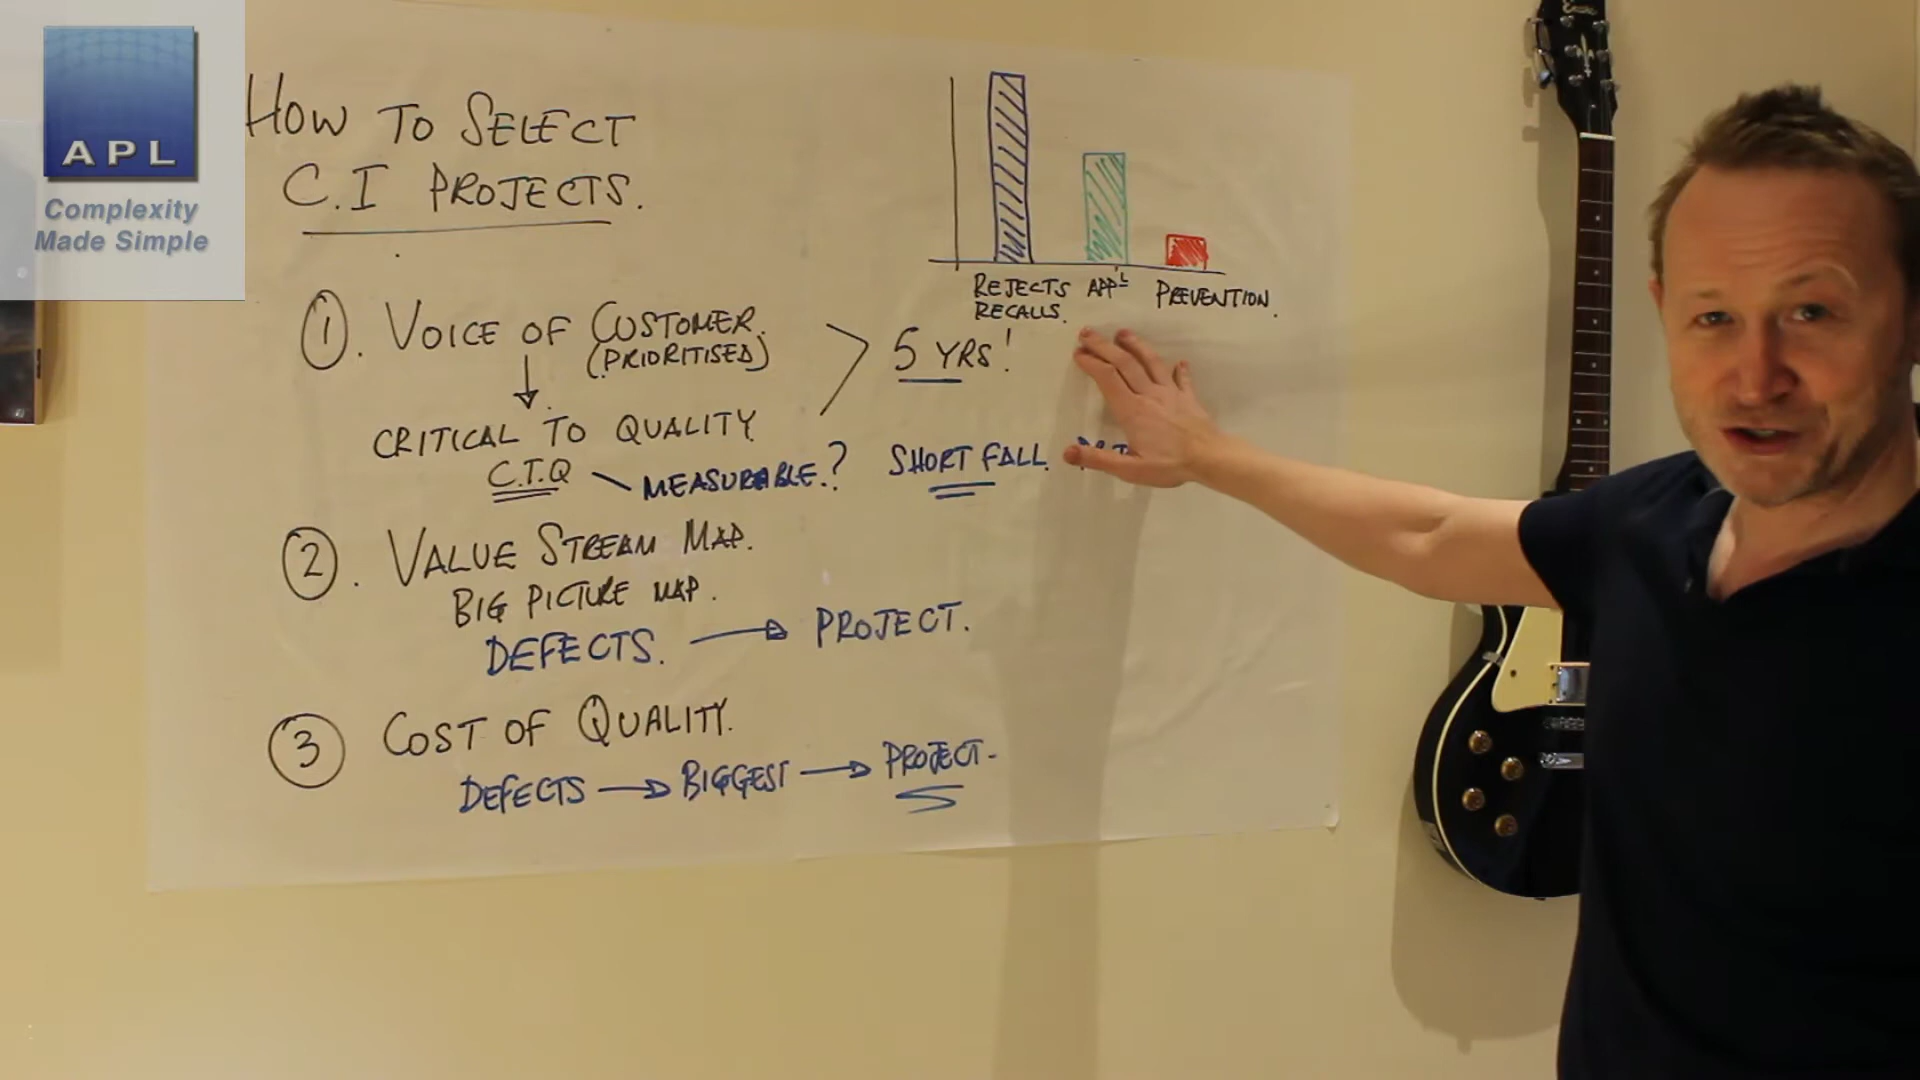 APL
Complexity
Made Simple
HOW TO SELECT
C.I PROJECTS.
REJECTS
RECALLS.
APP'L
PREVENTION.
1. VOICE OF CUSTOMER.
(PRIORITISED)
5 YRS!
CRITICAL TO QUALITY
C.T.Q
MEASURABLE.?
SHORT FALL.
2. VALUE STREAM MAP.
BIG PICTURE MAP.
DEFECTS. → PROJECT.
3 COST OF QUALITY.
DEFECTS → BIGGEST → PROJECT-